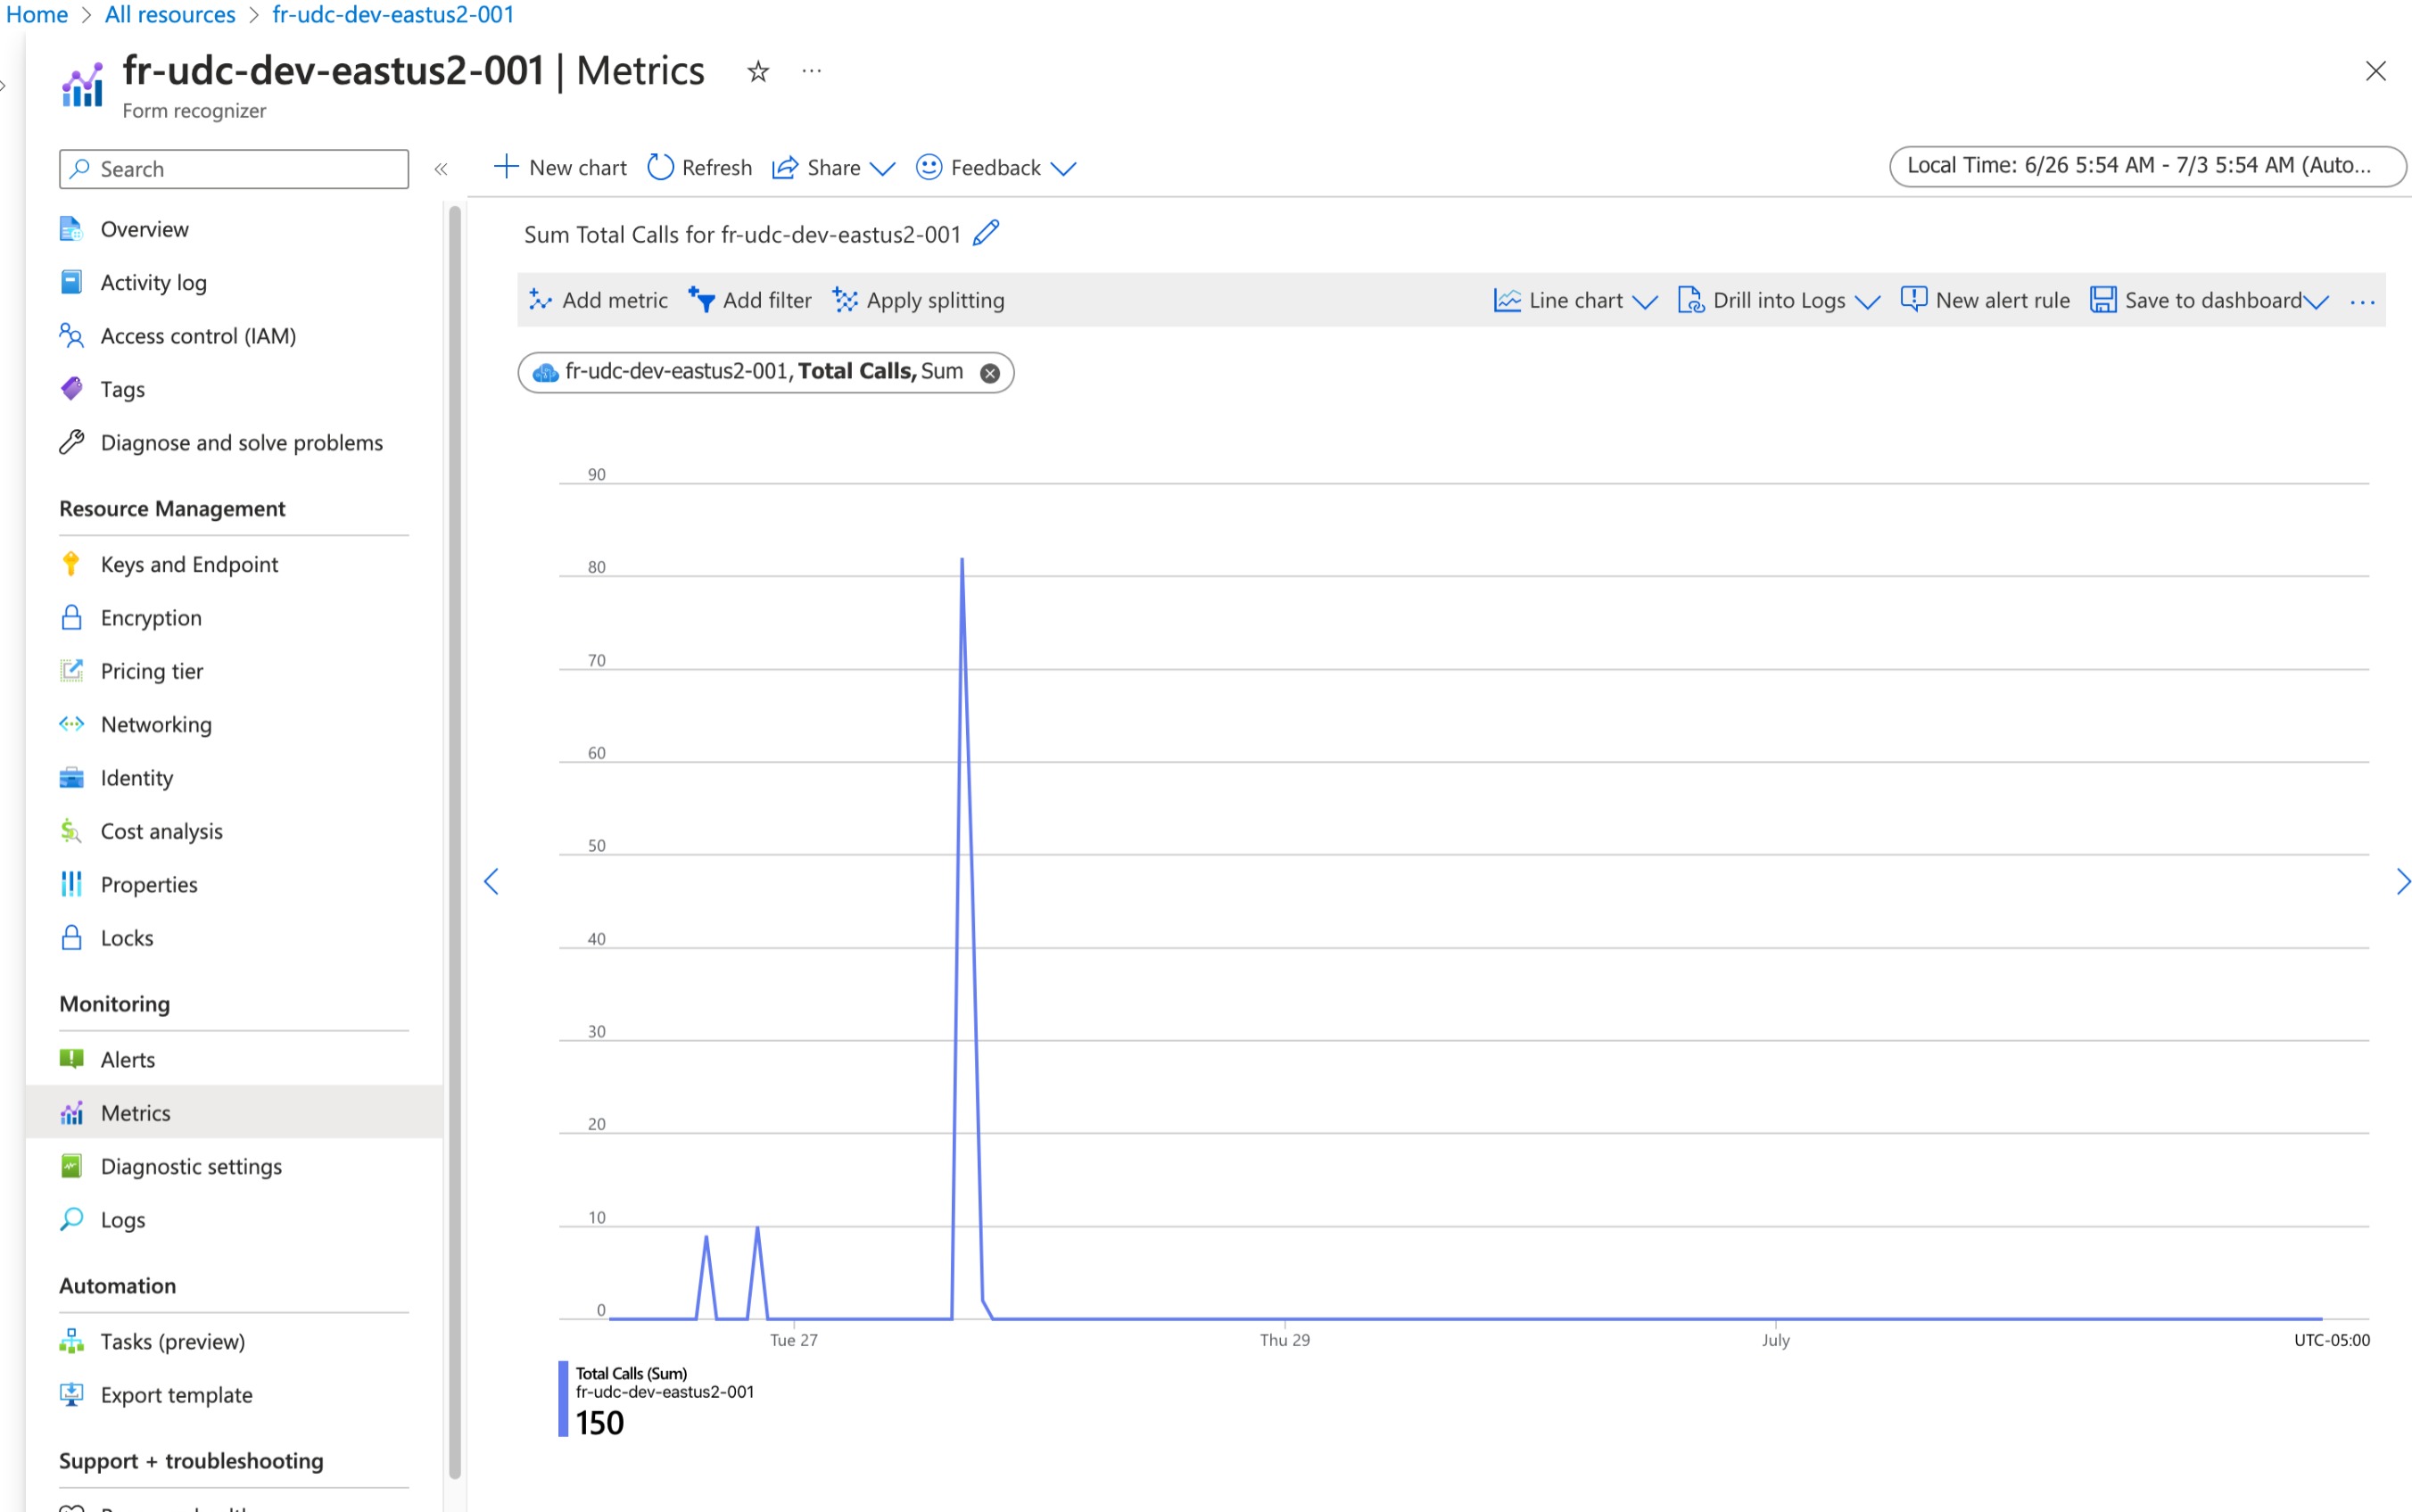 Home > All resources > fr-udc-dev-eastus2-001
fr-udc-dev-eastus2-001 | Metrics
Form recognizer
Search
New chart
Refresh
Share
Feedback
Local Time: 6/26 5:54 AM - 7/3 5:54 AM (Auto...
Overview
Activity log
Access control (IAM)
Tags
Diagnose and solve problems
Resource Management
Keys and Endpoint
Encryption
Pricing tier
Networking
Identity
Cost analysis
Properties
Locks
Monitoring
Alerts
Metrics
Diagnostic settings
Logs
Automation
Tasks (preview)
Export template
Support + troubleshooting
Sum Total Calls for fr-udc-dev-eastus2-001
Add metric
Add filter
Apply splitting
Line chart
Drill into Logs
New alert rule
Save to dashboard
fr-udc-dev-eastus2-001, Total Calls, Sum
90
80
70
60
50
40
30
20
10
0
Tue 27
Thu 29
July
UTC-05:00
Total Calls (Sum)
fr-udc-dev-eastus2-001
150